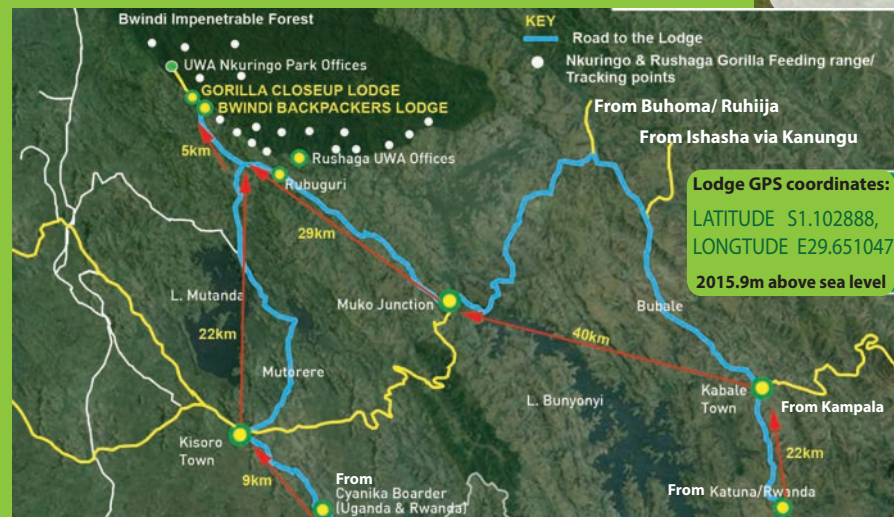 Bwindi Impenetrable Forest
KEY
Road to the Lodge
Nkuringo & Rushaga Gorilla Feeding range/
Tracking points
UWA Nkuringo Park Offices
GORILLA CLOSEUP LODGE
BWINDI BACKPACKERS LODGE
From Buhoma/ Ruhiija
From Ishasha via Kanungu
5km
Rushaga UWA Offices
Rubuguri
Lodge GPS coordinates:
LATITUDE S1.102888,
LONGTUDE E29.651047
2015.9m above sea level
29km
L. Mutanda
Muko Junction
Bubale
22km
40km
Mutorere
L. Bunyonyi
Kabale
Town
From Kampala
Kisoro
Town
22km
9km
From
Cyanika Boarder
(Uganda & Rwanda)
From Katuna/Rwanda